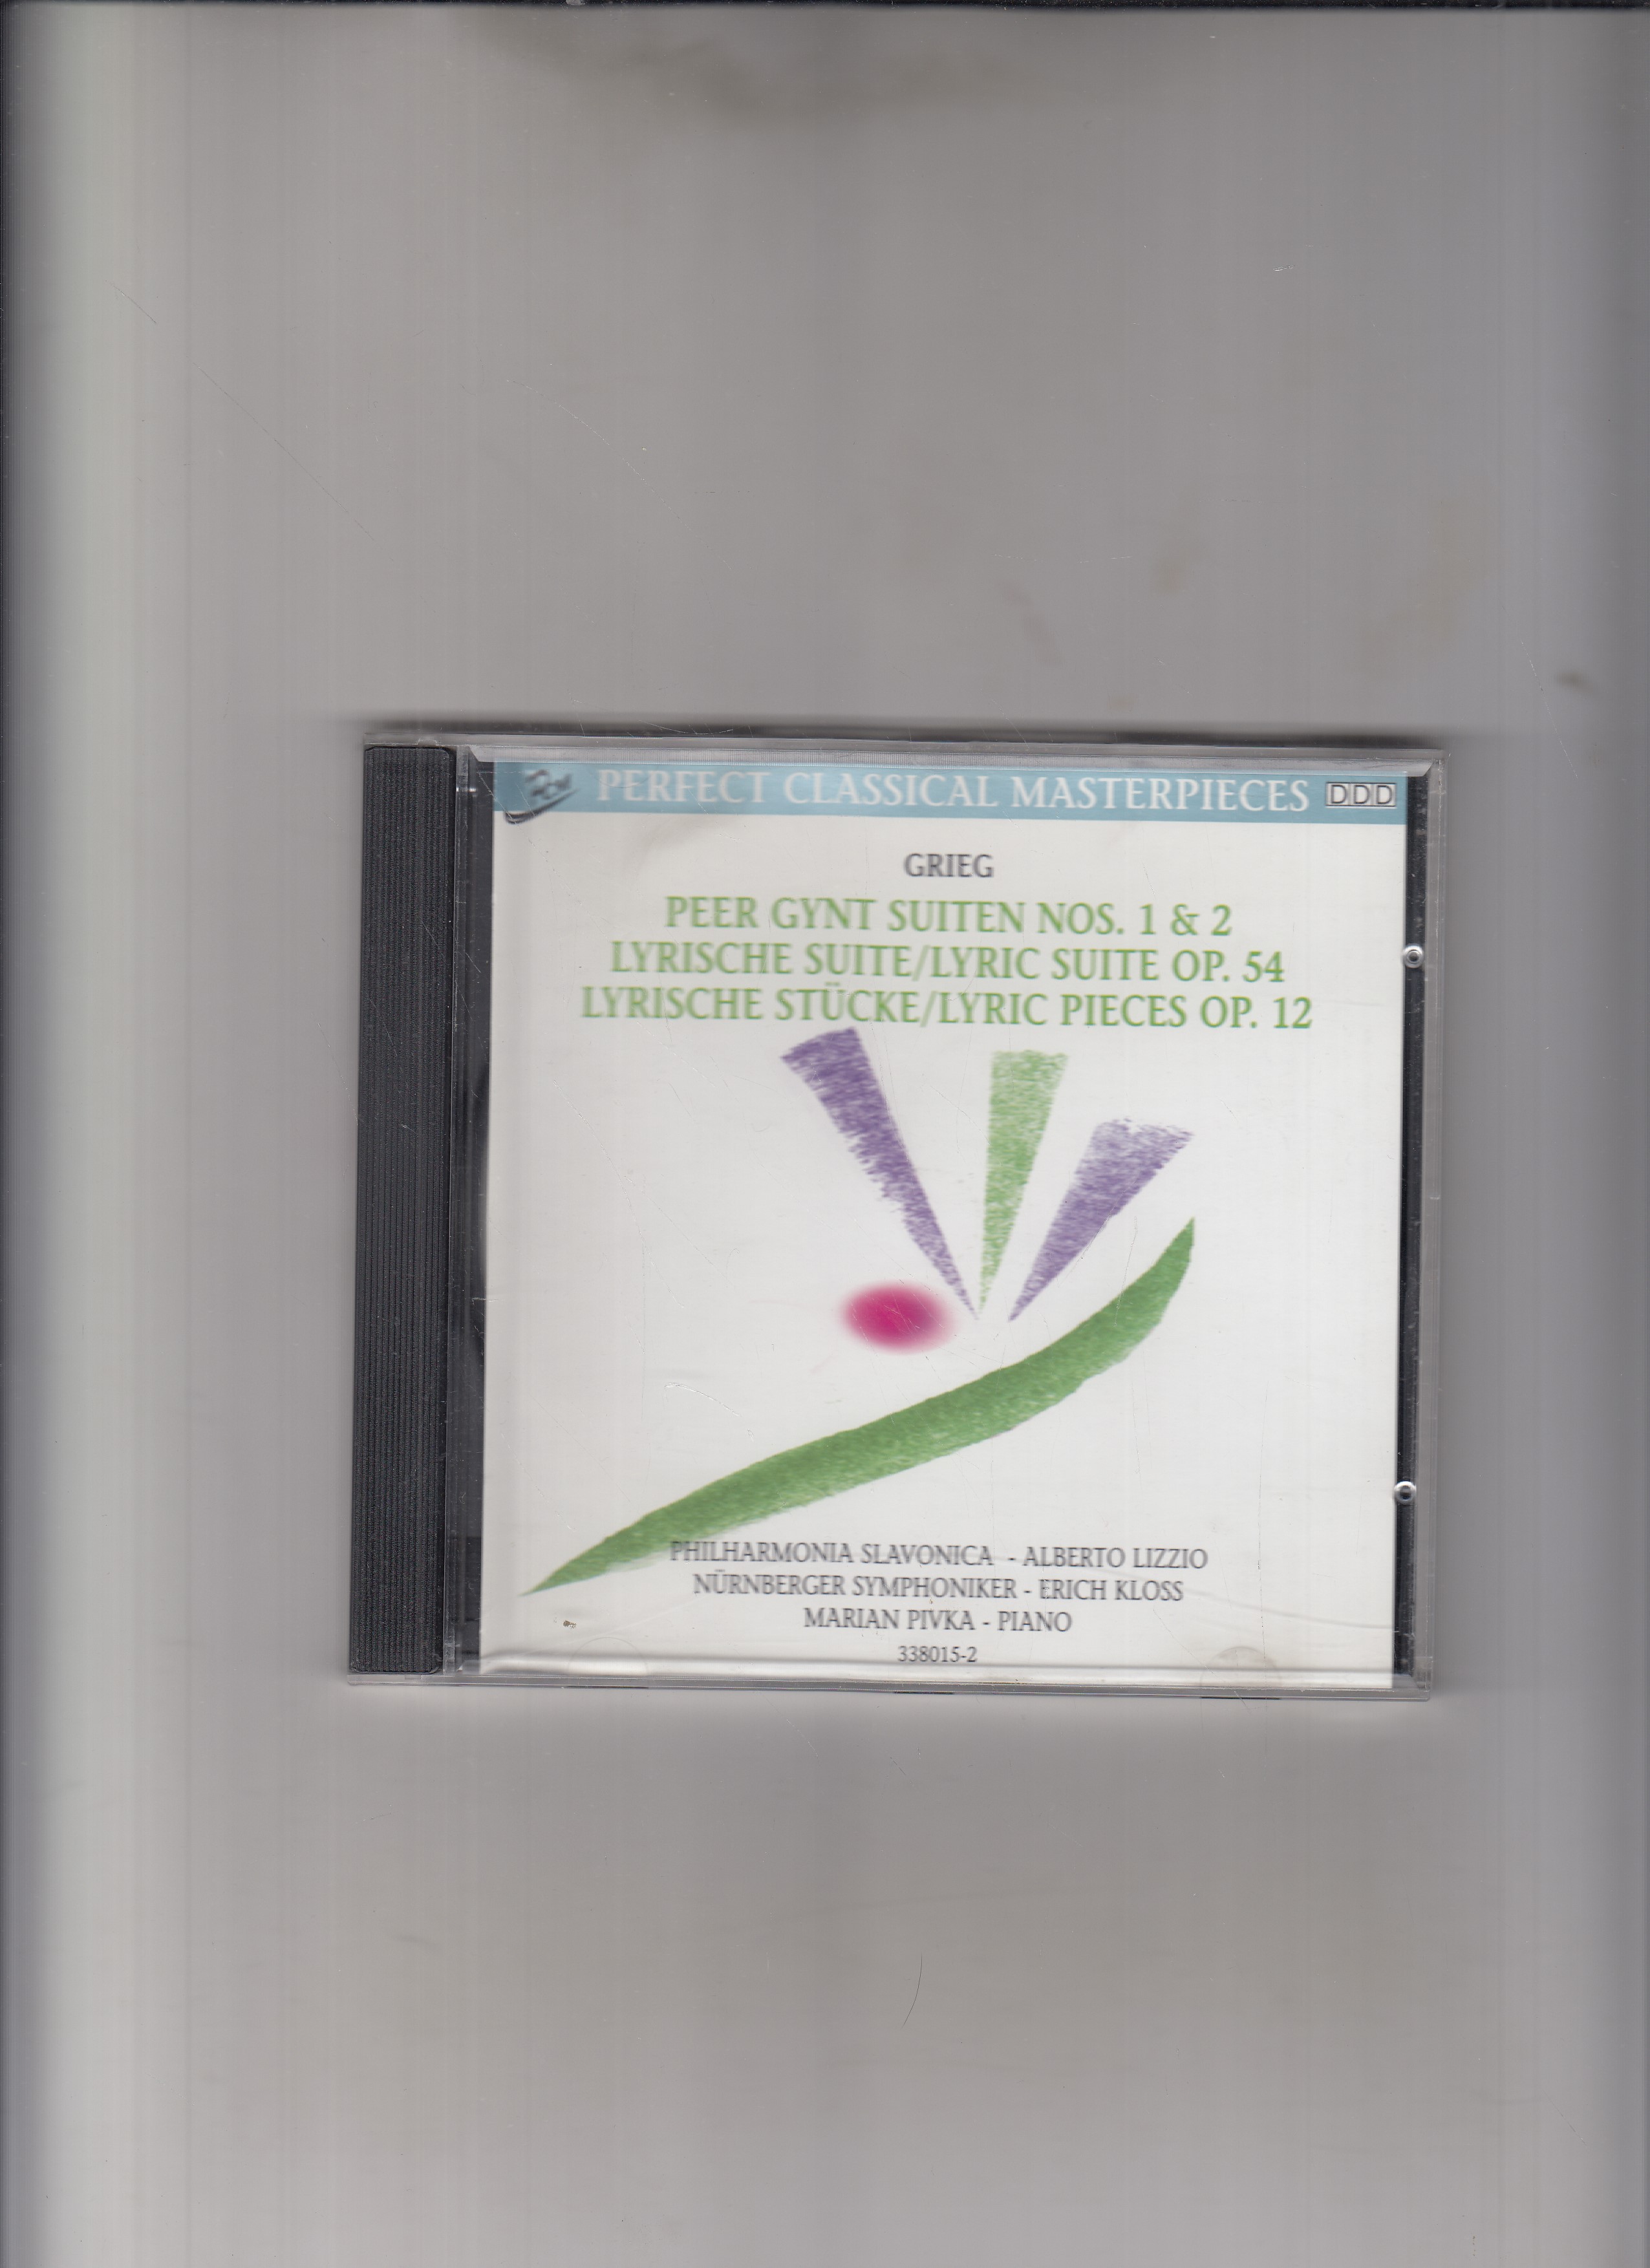 PERFECT CLASSICAL MASTERPIECES DDD
GRIEG
PEER GYNT SUITEN NOS. 1 & 2
LYRISCHE SUITE/LYRIC SUITE OP. 54
LYRISCHE STÜCKE/LYRIC PIECES OP. 12
PHILHARMONIA SLAVONICA - ALBERTO LIZZIO
NÜRNBERGER SYMPHONIKER - ERICH KLOSS
MARIAN PIVKA - PIANO
338015-2